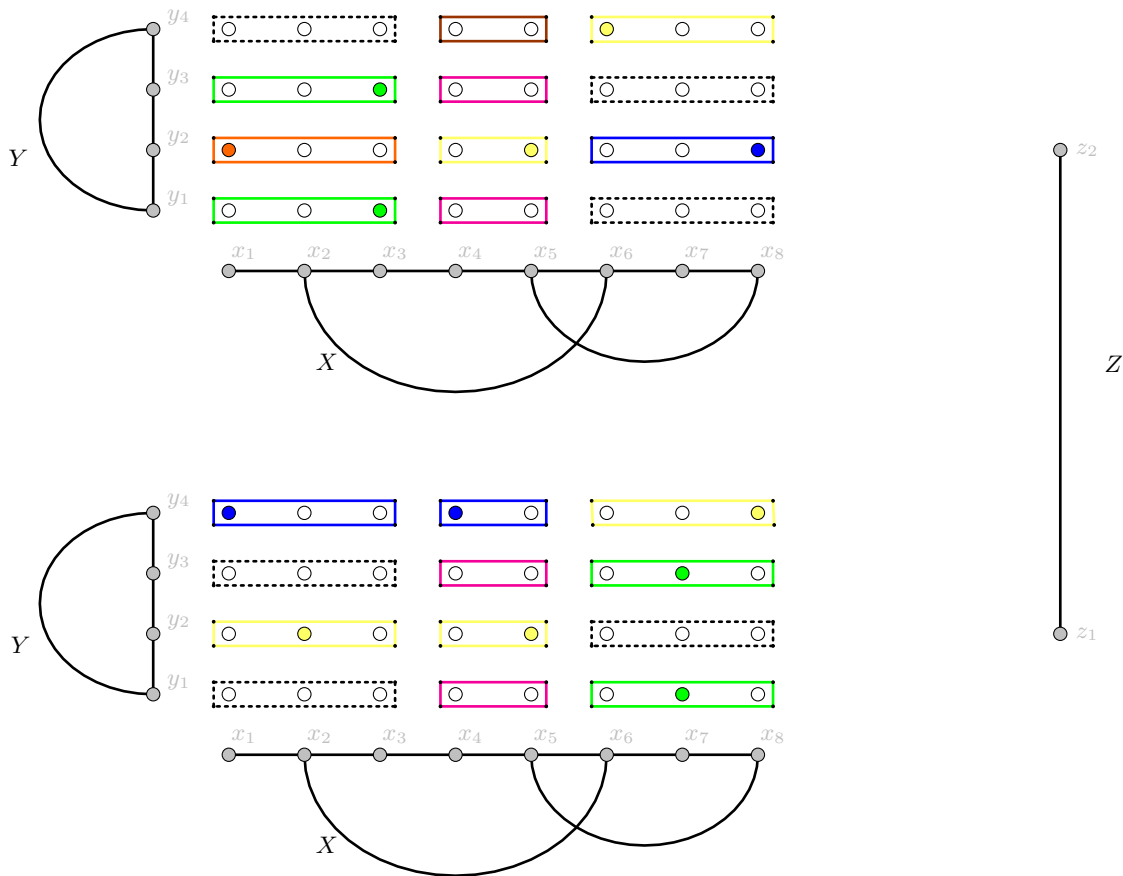 y₄
y₃
Y
y₂
y₁
z₂
x₁ x₂ x₃ x₄ x₅ x₆ x₇ x₈
X
Z
y₄
y₃
Y
y₂
z₁
y₁
x₁ x₂ x₃ x₄ x₅ x₆ x₇ x₈
X